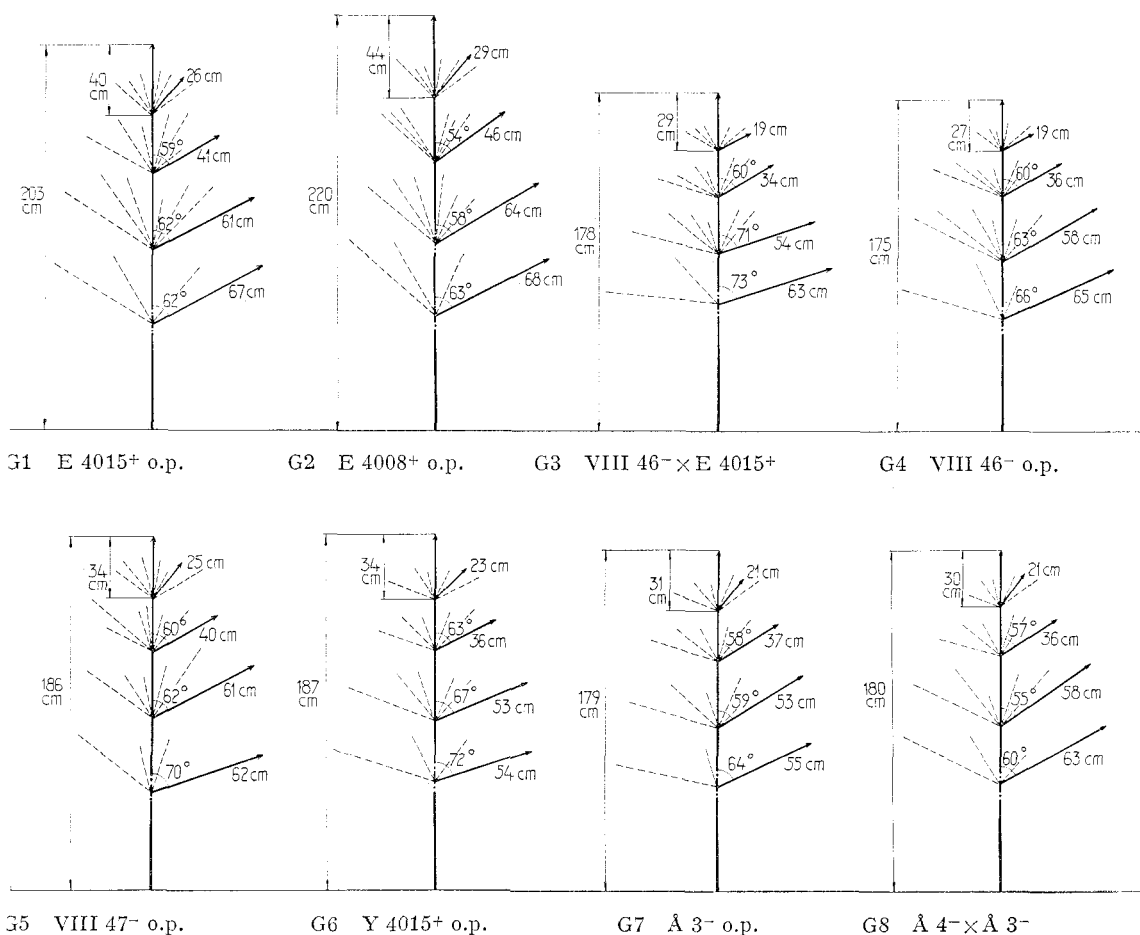 40 cm
26 cm
59°
41 cm
203 cm
62°
61 cm
62°
67 cm
G1 E 4015+ o.p.
44 cm
29 cm
54°
46 cm
220 cm
58°
64 cm
63°
68 cm
G2 E 4008+ o.p.
29 cm
19 cm
60°
34 cm
178 cm
71°
54 cm
73°
63 cm
G3 VIII 46- × E 4015+
27 cm
19 cm
60°
36 cm
175 cm
63°
58 cm
66°
65 cm
G4 VIII 46- o.p.
34 cm
25 cm
60°
40 cm
186 cm
62°
61 cm
70°
62 cm
G5 VIII 47- o.p.
34 cm
23 cm
63°
36 cm
187 cm
67°
53 cm
72°
54 cm
G6 Y 4015+ o.p.
31 cm
21 cm
58°
37 cm
179 cm
59°
53 cm
64°
55 cm
G7 Å 3- o.p.
30 cm
21 cm
57°
36 cm
180 cm
55°
58 cm
60°
63 cm
G8 Å 4- × Å 3-